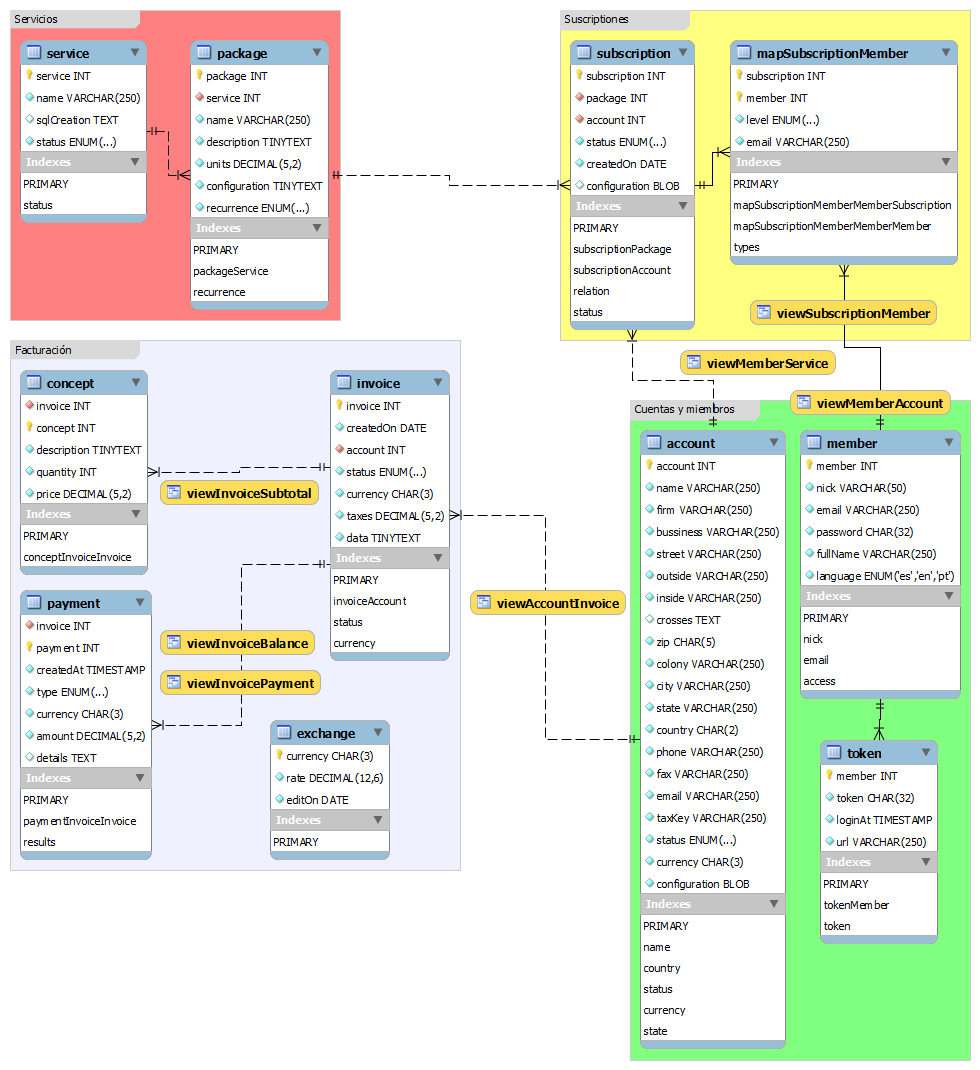 Servicios
service
service INT
name VARCHAR(250)
sqlCreation TEXT
status ENUM(...)
Indexes
PRIMARY
status
package
package INT
service INT
name VARCHAR(250)
description TINYTEXT
units DECIMAL(5,2)
configuration TINYTEXT
recurrence ENUM(...)
Indexes
PRIMARY
packageService
recurrence
Suscriptiones
subscription
subscription INT
package INT
account INT
status ENUM(...)
createdOn DATE
configuration BLOB
Indexes
PRIMARY
subscriptionPackage
subscriptionAccount
relation
status
mapSubscriptionMember
subscription INT
member INT
level ENUM(...)
email VARCHAR(250)
Indexes
PRIMARY
mapSubscriptionMemberMemberSubscription
mapSubscriptionMemberMemberMember
types
viewSubscriptionMember
viewMemberService
viewMemberAccount
Facturación
concept
invoice INT
concept INT
description TINYTEXT
quantity INT
price DECIMAL(5,2)
Indexes
PRIMARY
conceptInvoiceInvoice
viewInvoiceSubtotal
invoice
invoice INT
createdOn DATE
account INT
status ENUM(...)
currency CHAR(3)
taxes DECIMAL(5,2)
data TINYTEXT
Indexes
PRIMARY
invoiceAccount
status
currency
payment
invoice INT
payment INT
createdAt TIMESTAMP
type ENUM(...)
currency CHAR(3)
amount DECIMAL(5,2)
details TEXT
Indexes
PRIMARY
paymentInvoiceInvoice
results
viewInvoiceBalance
viewInvoicePayment
exchange
currency CHAR(3)
rate DECIMAL(12,6)
editOn DATE
Indexes
PRIMARY
viewAccountInvoice
Cuentas y miembros
account
account INT
name VARCHAR(250)
firm VARCHAR(250)
bussiness VARCHAR(250)
street VARCHAR(250)
outside VARCHAR(250)
inside VARCHAR(250)
crosses TEXT
zip CHAR(5)
colony VARCHAR(250)
city VARCHAR(250)
state VARCHAR(250)
country CHAR(2)
phone VARCHAR(250)
fax VARCHAR(250)
email VARCHAR(250)
taxKey VARCHAR(250)
status ENUM(...)
currency CHAR(3)
configuration BLOB
Indexes
PRIMARY
name
country
status
currency
state
member
member INT
nick VARCHAR(50)
email VARCHAR(250)
password CHAR(32)
fullName VARCHAR(250)
language ENUM('es','en','pt')
Indexes
PRIMARY
nick
email
access
token
member INT
token CHAR(32)
loginAt TIMESTAMP
url VARCHAR(250)
Indexes
PRIMARY
tokenMember
token